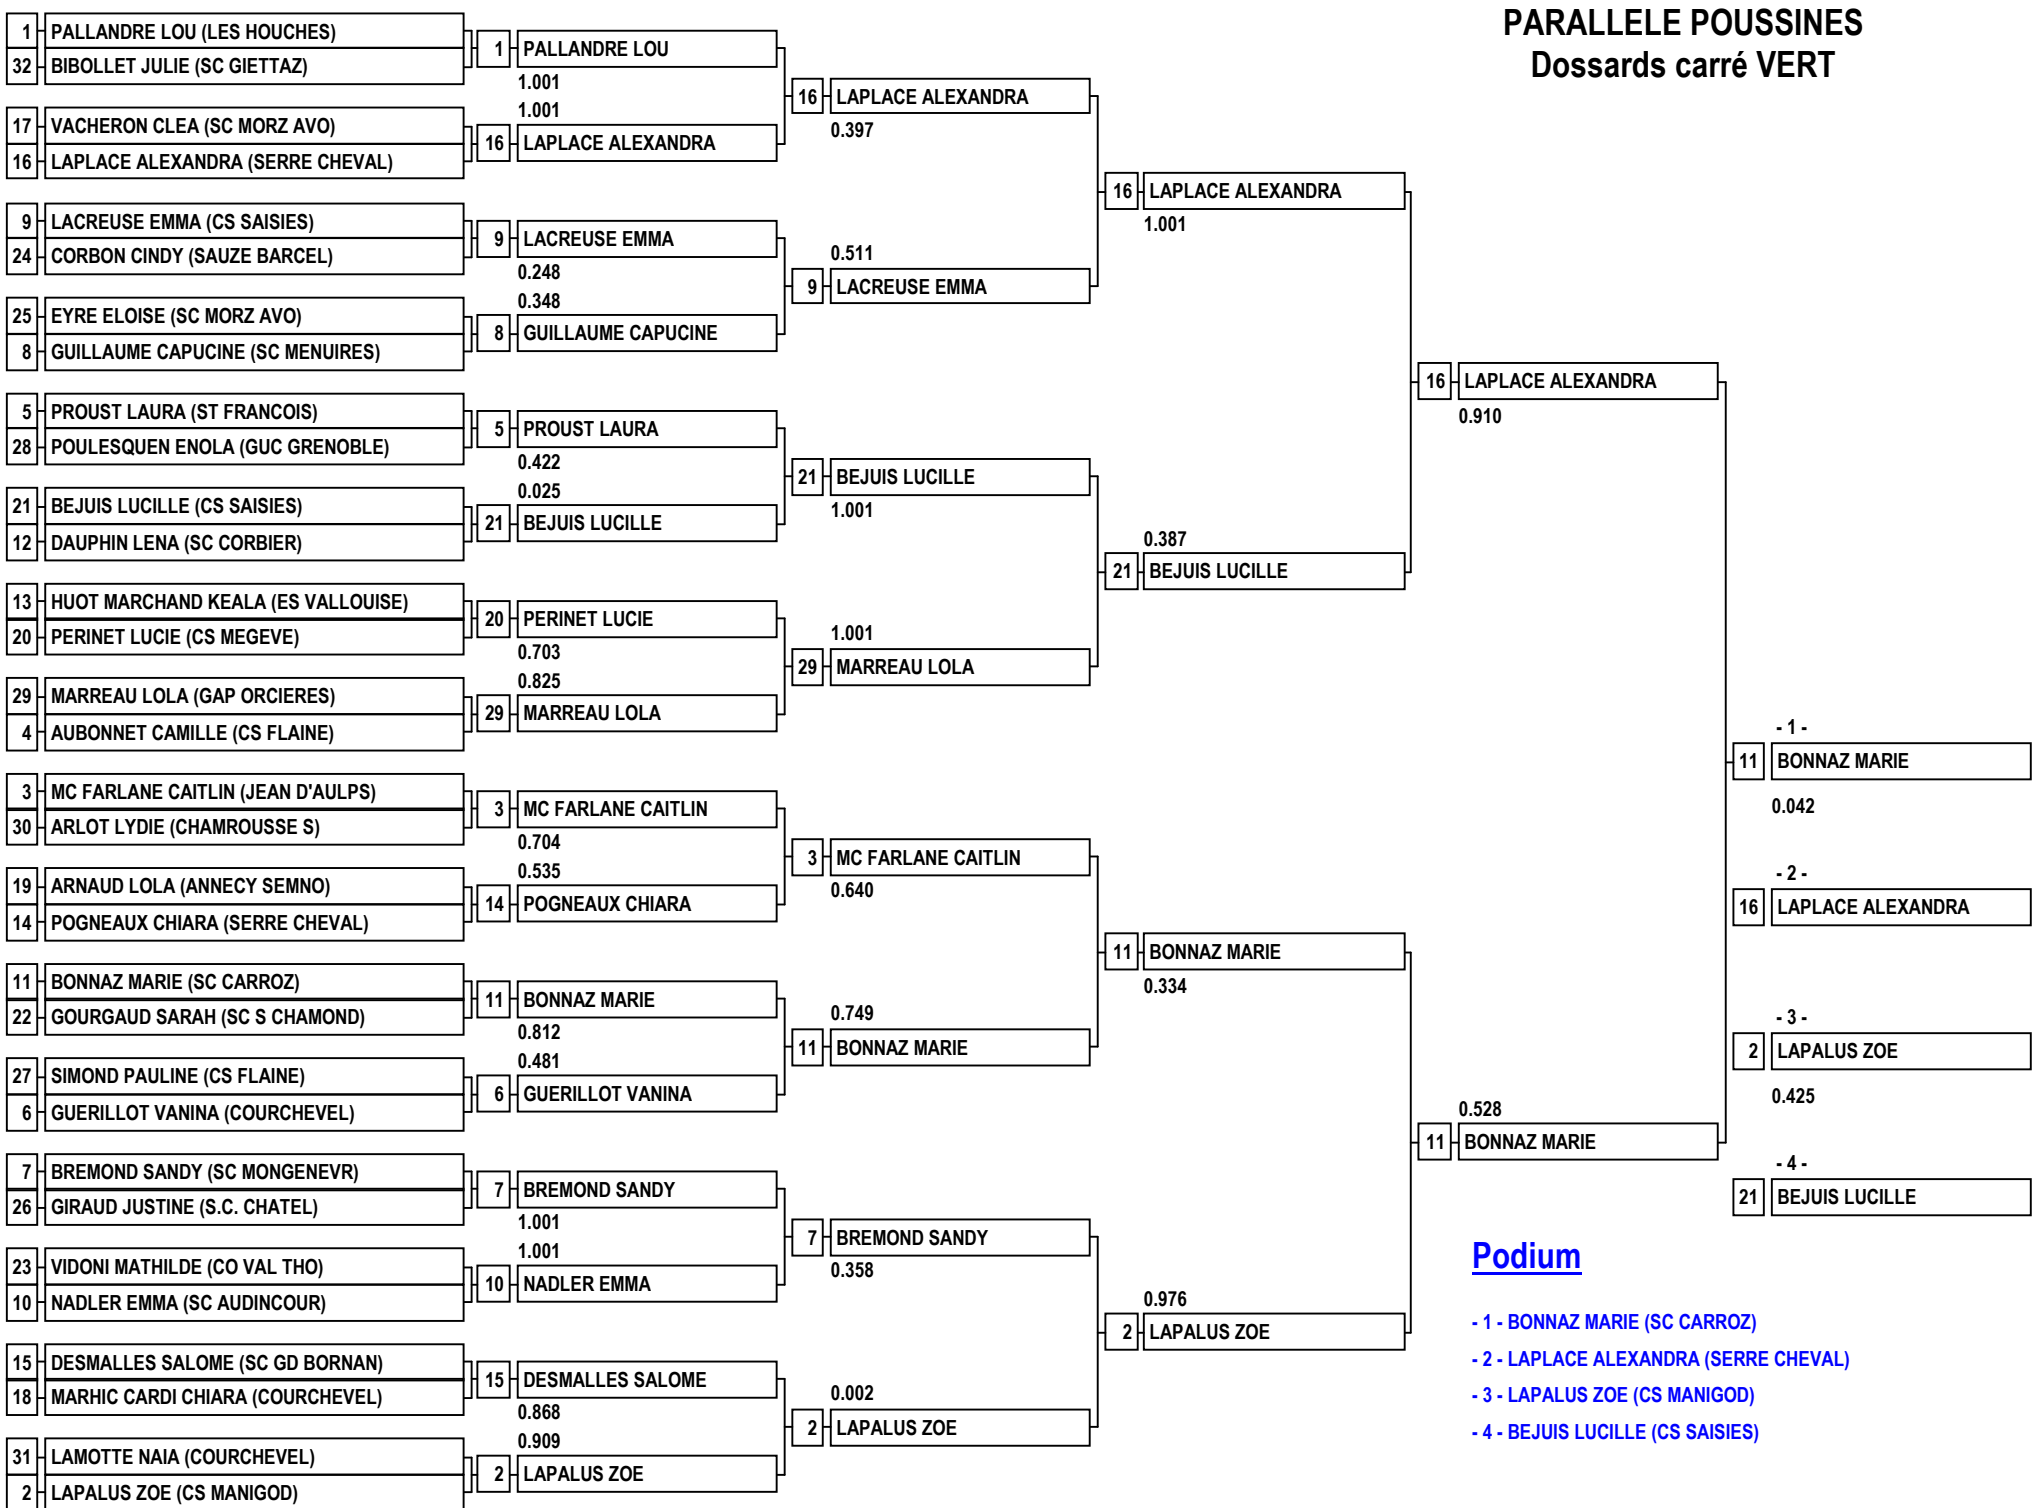 PARALLELE POUSSINES
Dossards carré VERT
1 PALLANDRE LOU (LES HOUCHES)
32 BIBOLLET JULIE (SC GIETTAZ)
17 VACHERON CLEA (SC MORZ AVO)
16 LAPLACE ALEXANDRA (SERRE CHEVAL)
9 LACREUSE EMMA (CS SAISIES)
24 CORBON CINDY (SAUZE BARCEL)
25 EYRE ELOISE (SC MORZ AVO)
8 GUILLAUME CAPUCINE (SC MENUIRES)
5 PROUST LAURA (ST FRANCOIS)
28 POULESQUEN ENOLA (GUC GRENOBLE)
21 BEJUIS LUCILLE (CS SAISIES)
12 DAUPHIN LENA (SC CORBIER)
13 HUOT MARCHAND KEALA (ES VALLOUISE)
20 PERINET LUCIE (CS MEGEVE)
29 MARREAU LOLA (GAP ORCIERES)
4 AUBONNET CAMILLE (CS FLAINE)
3 MC FARLANE CAITLIN (JEAN D'AULPS)
30 ARLOT LYDIE (CHAMROUSSE S)
19 ARNAUD LOLA (ANNECY SEMNO)
14 POGNEAUX CHIARA (SERRE CHEVAL)
11 BONNAZ MARIE (SC CARROZ)
22 GOURGAUD SARAH (SC S CHAMOND)
27 SIMOND PAULINE (CS FLAINE)
6 GUERILLOT VANINA (COURCHEVEL)
7 BREMOND SANDY (SC MONGENEVR)
26 GIRAUD JUSTINE (S.C. CHATEL)
23 VIDONI MATHILDE (CO VAL THO)
10 NADLER EMMA (SC AUDINCOUR)
15 DESMALLES SALOME (SC GD BORNAN)
18 MARHIC CARDI CHIARA (COURCHEVEL)
31 LAMOTTE NAIA (COURCHEVEL)
2 LAPALUS ZOE (CS MANIGOD)
1 PALLANDRE LOU
1.001
1.001
16 LAPLACE ALEXANDRA
9 LACREUSE EMMA
0.248
0.348
8 GUILLAUME CAPUCINE
5 PROUST LAURA
0.422
0.025
21 BEJUIS LUCILLE
20 PERINET LUCIE
0.703
0.825
29 MARREAU LOLA
3 MC FARLANE CAITLIN
0.704
0.535
14 POGNEAUX CHIARA
11 BONNAZ MARIE
0.812
0.481
6 GUERILLOT VANINA
7 BREMOND SANDY
1.001
1.001
10 NADLER EMMA
15 DESMALLES SALOME
0.868
0.909
2 LAPALUS ZOE
16 LAPLACE ALEXANDRA
0.397
0.511
9 LACREUSE EMMA
21 BEJUIS LUCILLE
1.001
1.001
29 MARREAU LOLA
3 MC FARLANE CAITLIN
0.640
0.749
11 BONNAZ MARIE
7 BREMOND SANDY
0.358
0.002
2 LAPALUS ZOE
16 LAPLACE ALEXANDRA
1.001
0.387
21 BEJUIS LUCILLE
11 BONNAZ MARIE
0.334
0.976
2 LAPALUS ZOE
16 LAPLACE ALEXANDRA
0.910
0.528
11 BONNAZ MARIE
- 1 -
11 BONNAZ MARIE
0.042
- 2 -
16 LAPLACE ALEXANDRA
- 3 -
2 LAPALUS ZOE
0.425
- 4 -
21 BEJUIS LUCILLE
Podium
- 1 - BONNAZ MARIE (SC CARROZ)
- 2 - LAPLACE ALEXANDRA (SERRE CHEVAL)
- 3 - LAPALUS ZOE (CS MANIGOD)
- 4 - BEJUIS LUCILLE (CS SAISIES)